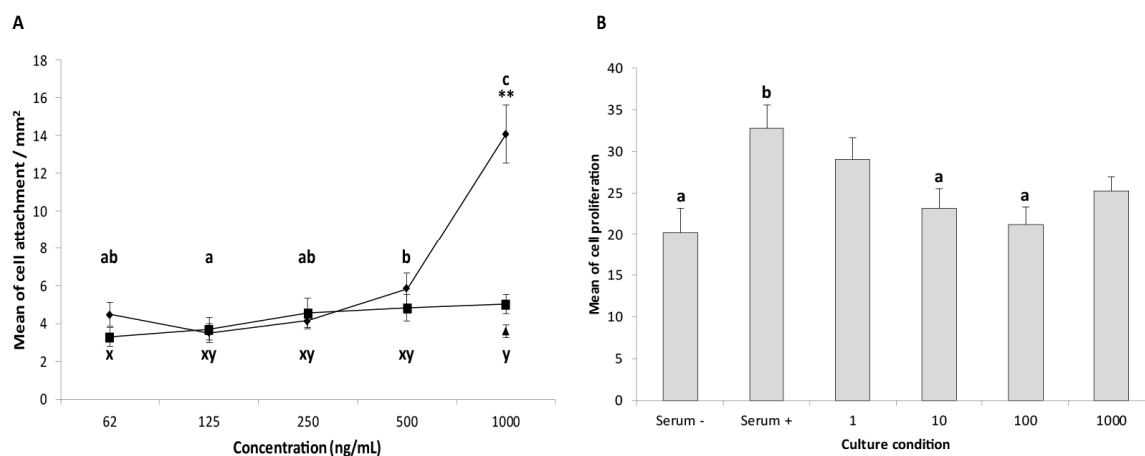 A
Mean of cell attachment / mm²
18
16
14
12
10
8
6
4
2
0
c
**
ab a ab b
x xy xy xy y
62 125 250 500 1000
Concentration (ng/mL)
B
Mean of cell proliferation
40
35
30
25
20
15
10
5
0
a b a a
Serum - Serum + 1 10 100 1000
Culture condition